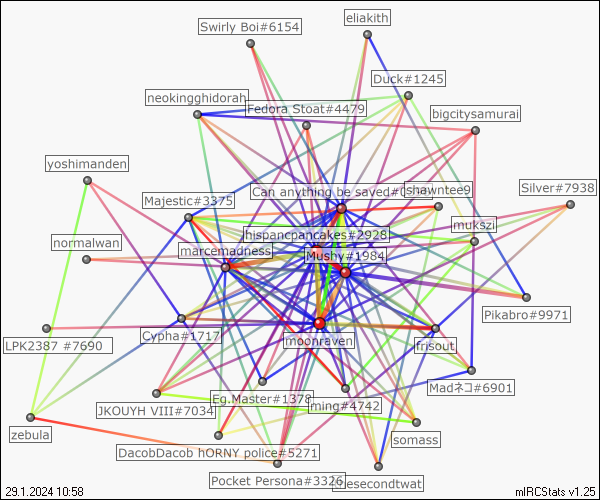 Swirly Boi#6154
eliakith
Duck#1245
neokingghidorah
Fedora Stoat#4479
bigcitysamurai
yoshimanden
Majestic#3375
Can anything be saved#0
shawntee9
Silver#7938
normalwan
marcemadness
hispancpancakes#2928
Mushy#1984
mukszi
Pikabro#9971
LPK2387 #7690
Cypha#1717
moonraven
frisout
Madネコ#6901
zebula
JKOUYH VIII#7034
Eg.Master#1378
ming#4742
somass
DacobDacob hORNY police#5271
Pocket Persona#3326
29.1.2024 10:58
mIRCStats v1.25